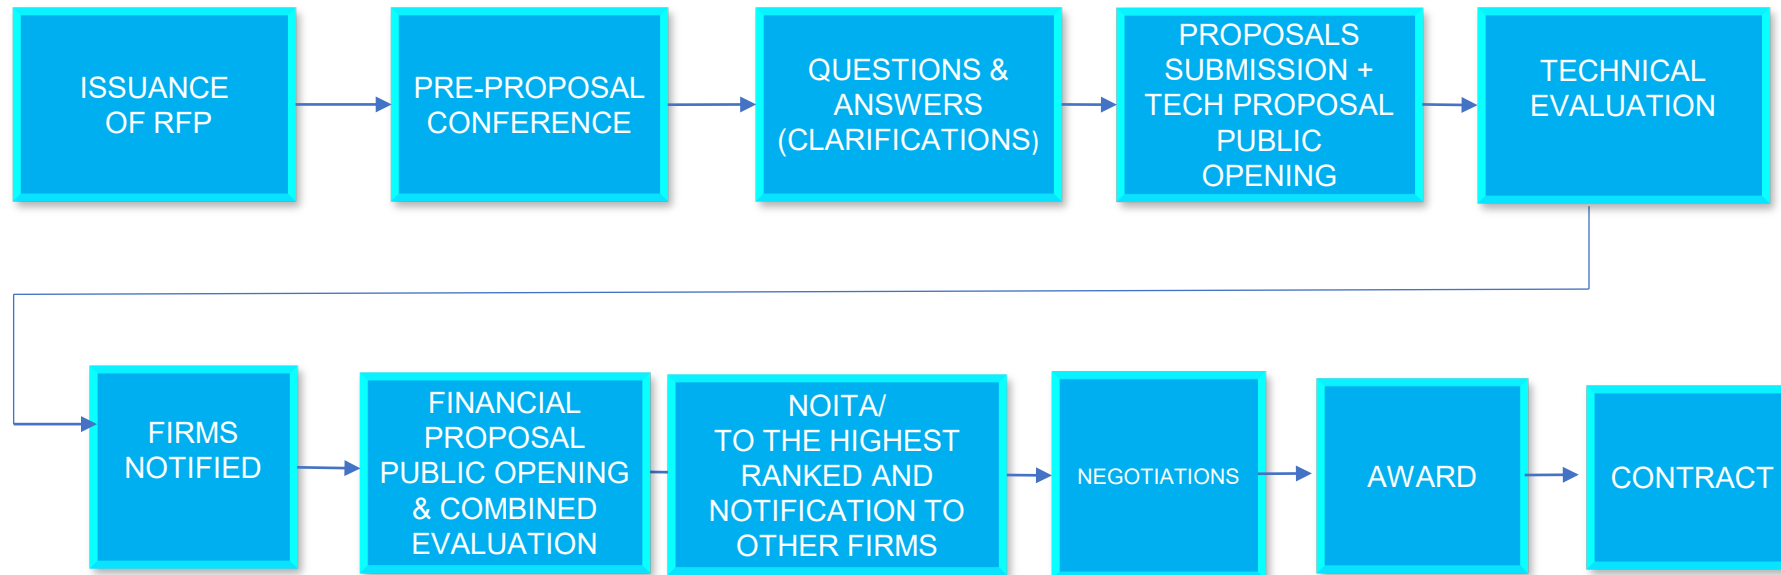 ISSUANCE
OF RFP
PRE-PROPOSAL
CONFERENCE
QUESTIONS &
ANSWERS
(CLARIFICATIONS)
PROPOSALS
SUBMISSION +
TECH PROPOSAL
PUBLIC
OPENING
TECHNICAL
EVALUATION
FIRMS
NOTIFIED
FINANCIAL
PROPOSAL
PUBLIC OPENING
& COMBINED
EVALUATION
NOITA/
TO THE HIGHEST
RANKED AND
NOTIFICATION TO
OTHER FIRMS
NEGOTIATIONS
AWARD
CONTRACT